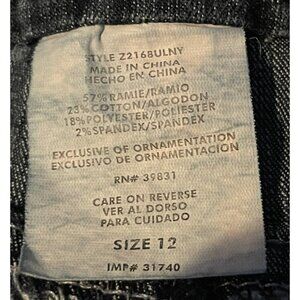 STYLE Z2168ULNY
MADE IN CHINA
HECHO EN CHINA
57% RAMIE/RAMIO
23% COTTON/ALGODON
18% POLYESTER/POLIESTER
2% SPANDEX/SPANDEX
EXCLUSIVE OF ORNAMENTATION
EXCLUSIVO DE ORNAMENTACION
RN# 39831
CARE ON REVERSE
VER AL DORSO
PARA CUIDADO
SIZE 12
IMP# 31740